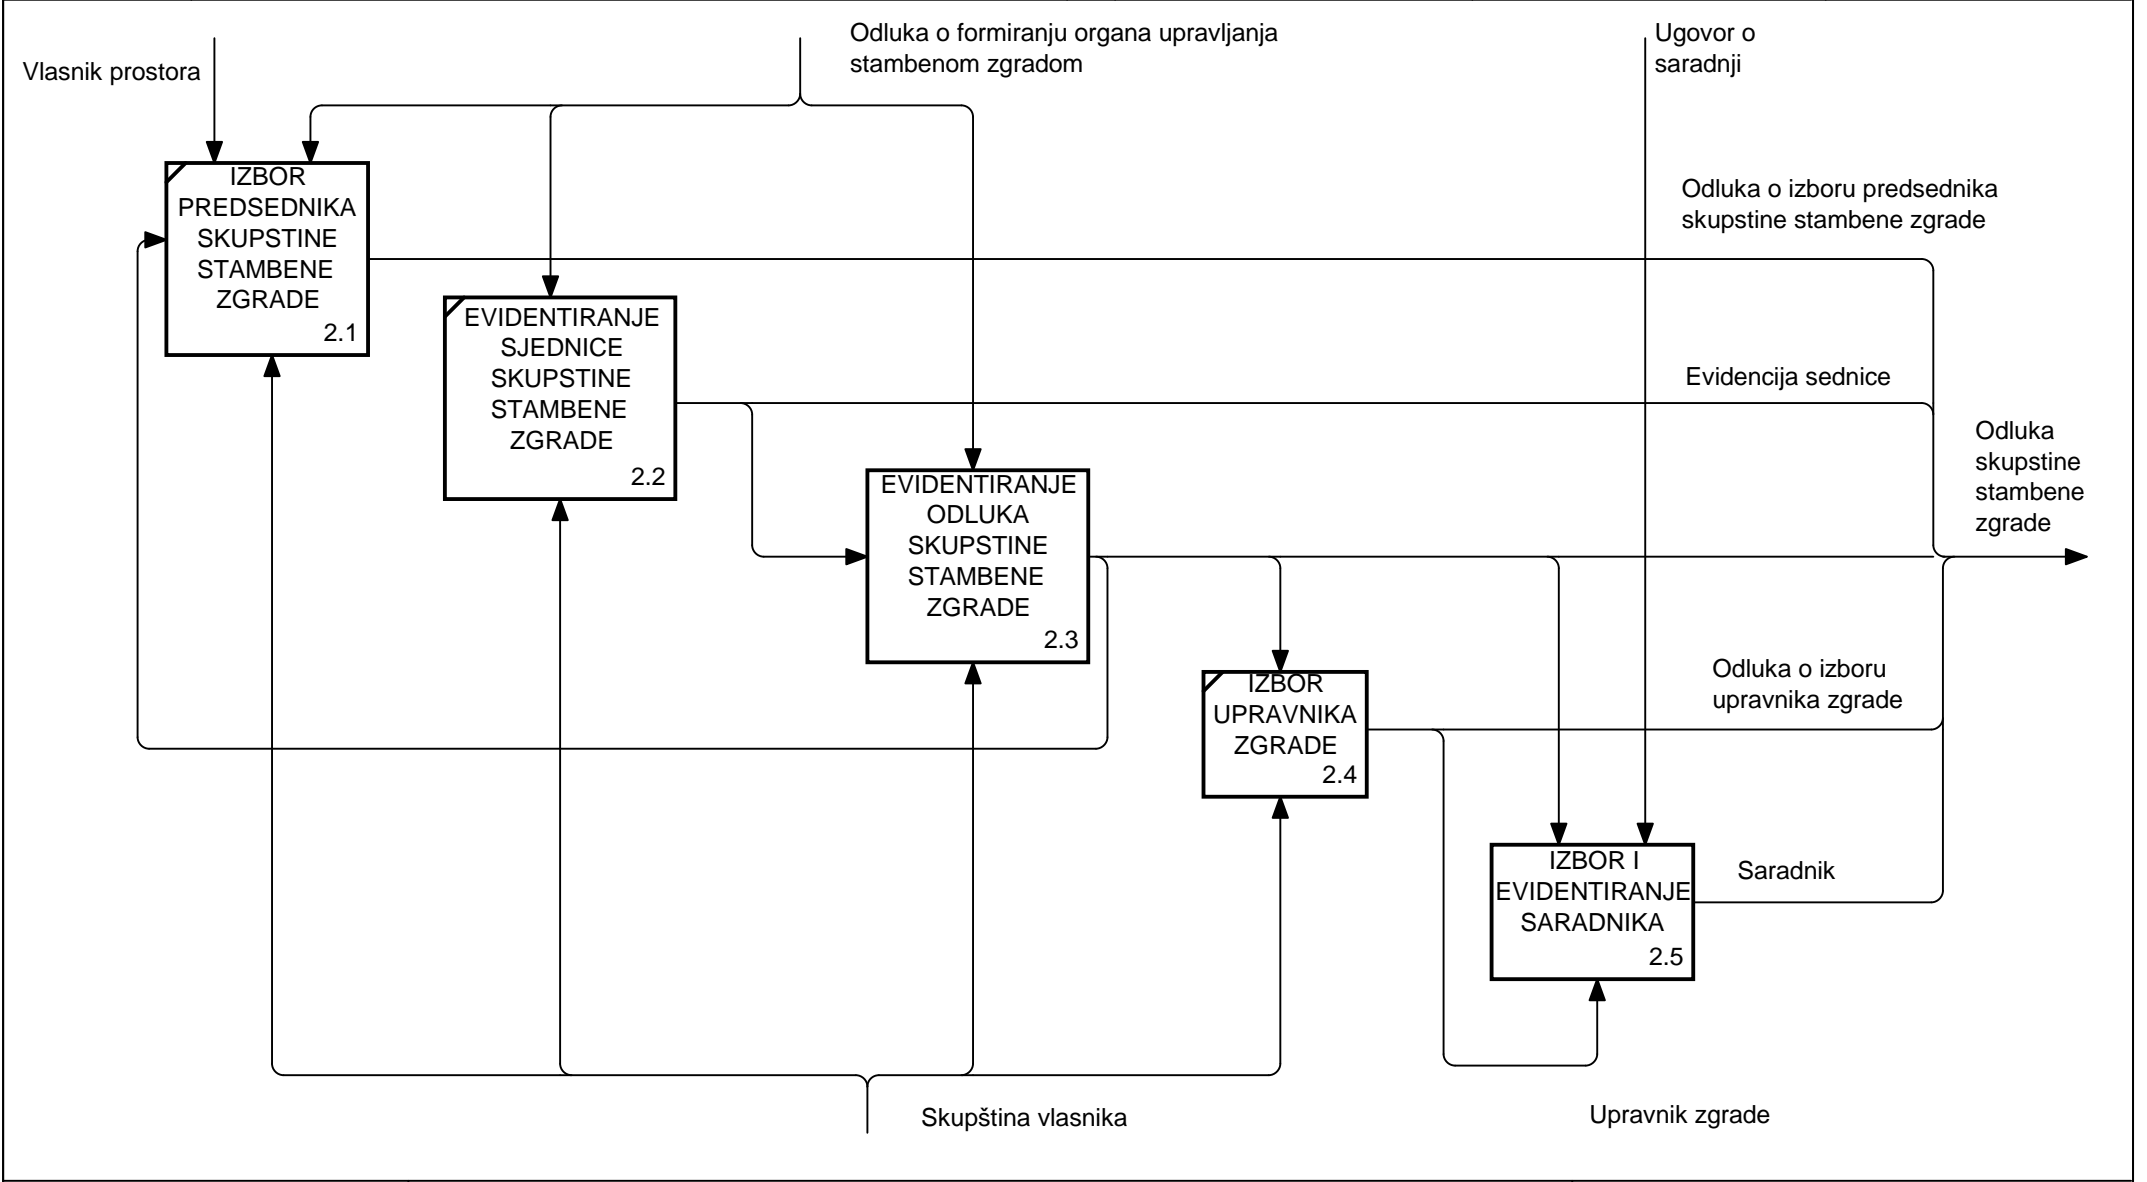 Vlasnik prostora
Odluka o formiranju organa upravljanja
stambenom zgradom
Ugovor o
saradnji
IZBOR
PREDSEDNIKA
SKUPSTINE
STAMBENE
ZGRADE
2.1
Odluka o izboru predsednika
skupstine stambene zgrade
EVIDENTIRANJE
SJEDNICE
SKUPSTINE
STAMBENE
ZGRADE
2.2
Evidencija sednice
Odluka
skupstine
stambene
zgrade
EVIDENTIRANJE
ODLUKA
SKUPSTINE
STAMBENE
ZGRADE
2.3
IZBOR
UPRAVNIKA
ZGRADE
2.4
Odluka o izboru
upravnika zgrade
IZBOR I
EVIDENTIRANJE
SARADNIKA
2.5
Saradnik
Skupština vlasnika
Upravnik zgrade